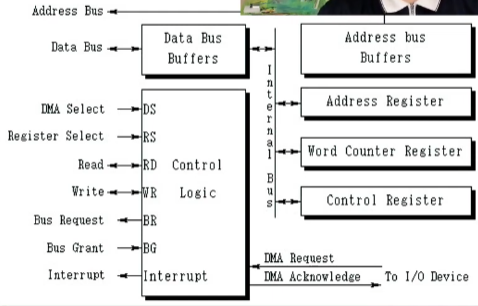 Address Bus
Data Bus
Data Bus
Buffers
Address bus
Buffers
Internal Bus
DMA Select
DS
Register Select
RS
Read
RD
Control
Logic
Write
WR
Bus Request
BR
Bus Grant
BG
Interrupt
Interrupt
Address Register
Word Counter Register
Control Register
DMA Request
DMA Acknowledge
To I/O Device